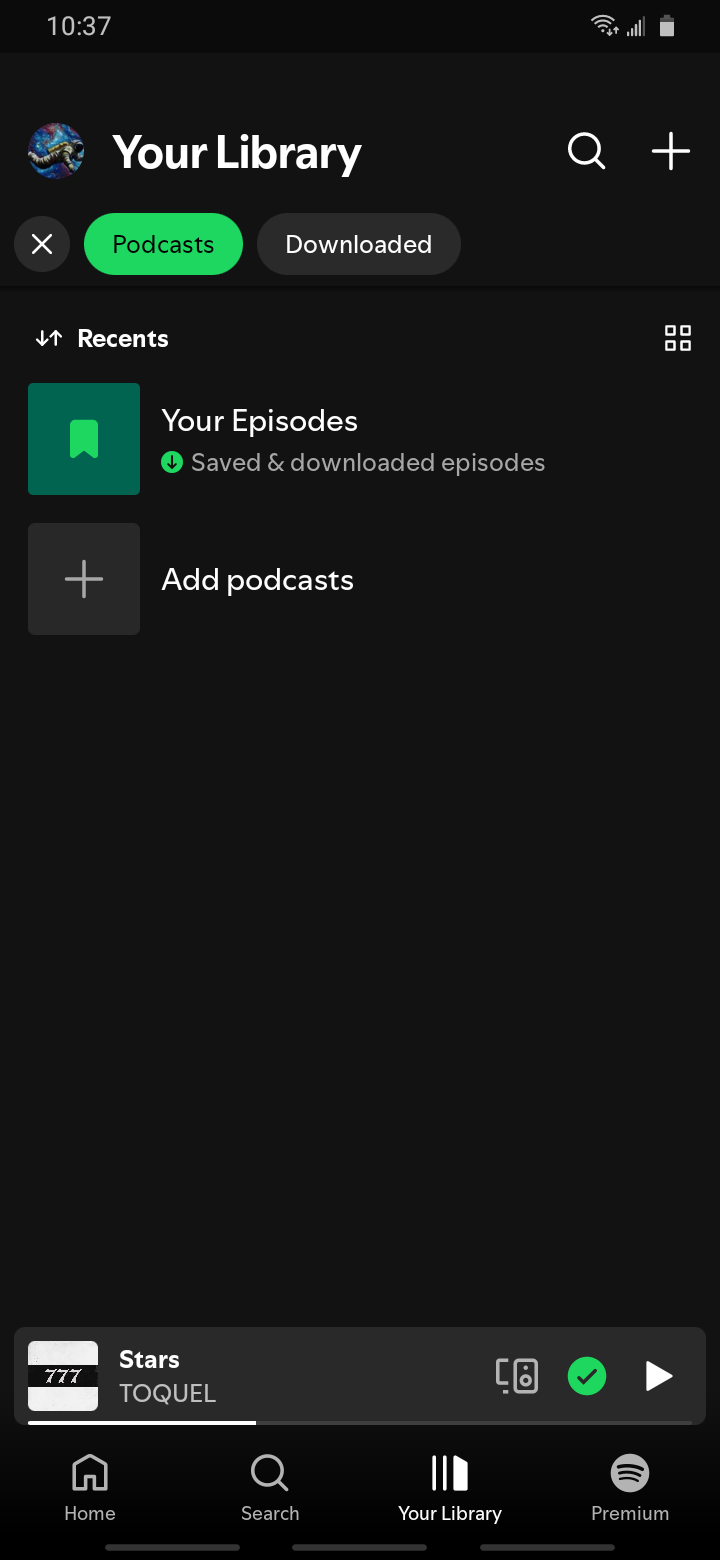 10:37
Your Library
Podcasts
Downloaded
Recents
Your Episodes
Saved & downloaded episodes
Add podcasts
777
Stars
TOQUEL
Home
Search
Your Library
Premium